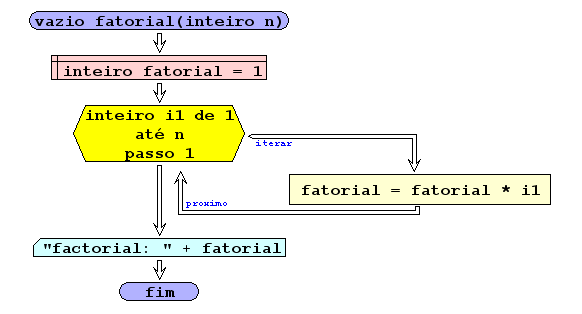 vazio fatorial(inteiro n)
inteiro fatorial = 1
inteiro i1 de 1
até n
passo 1
iterar
fatorial = fatorial * i1
proximo
"factorial: " + fatorial
fim